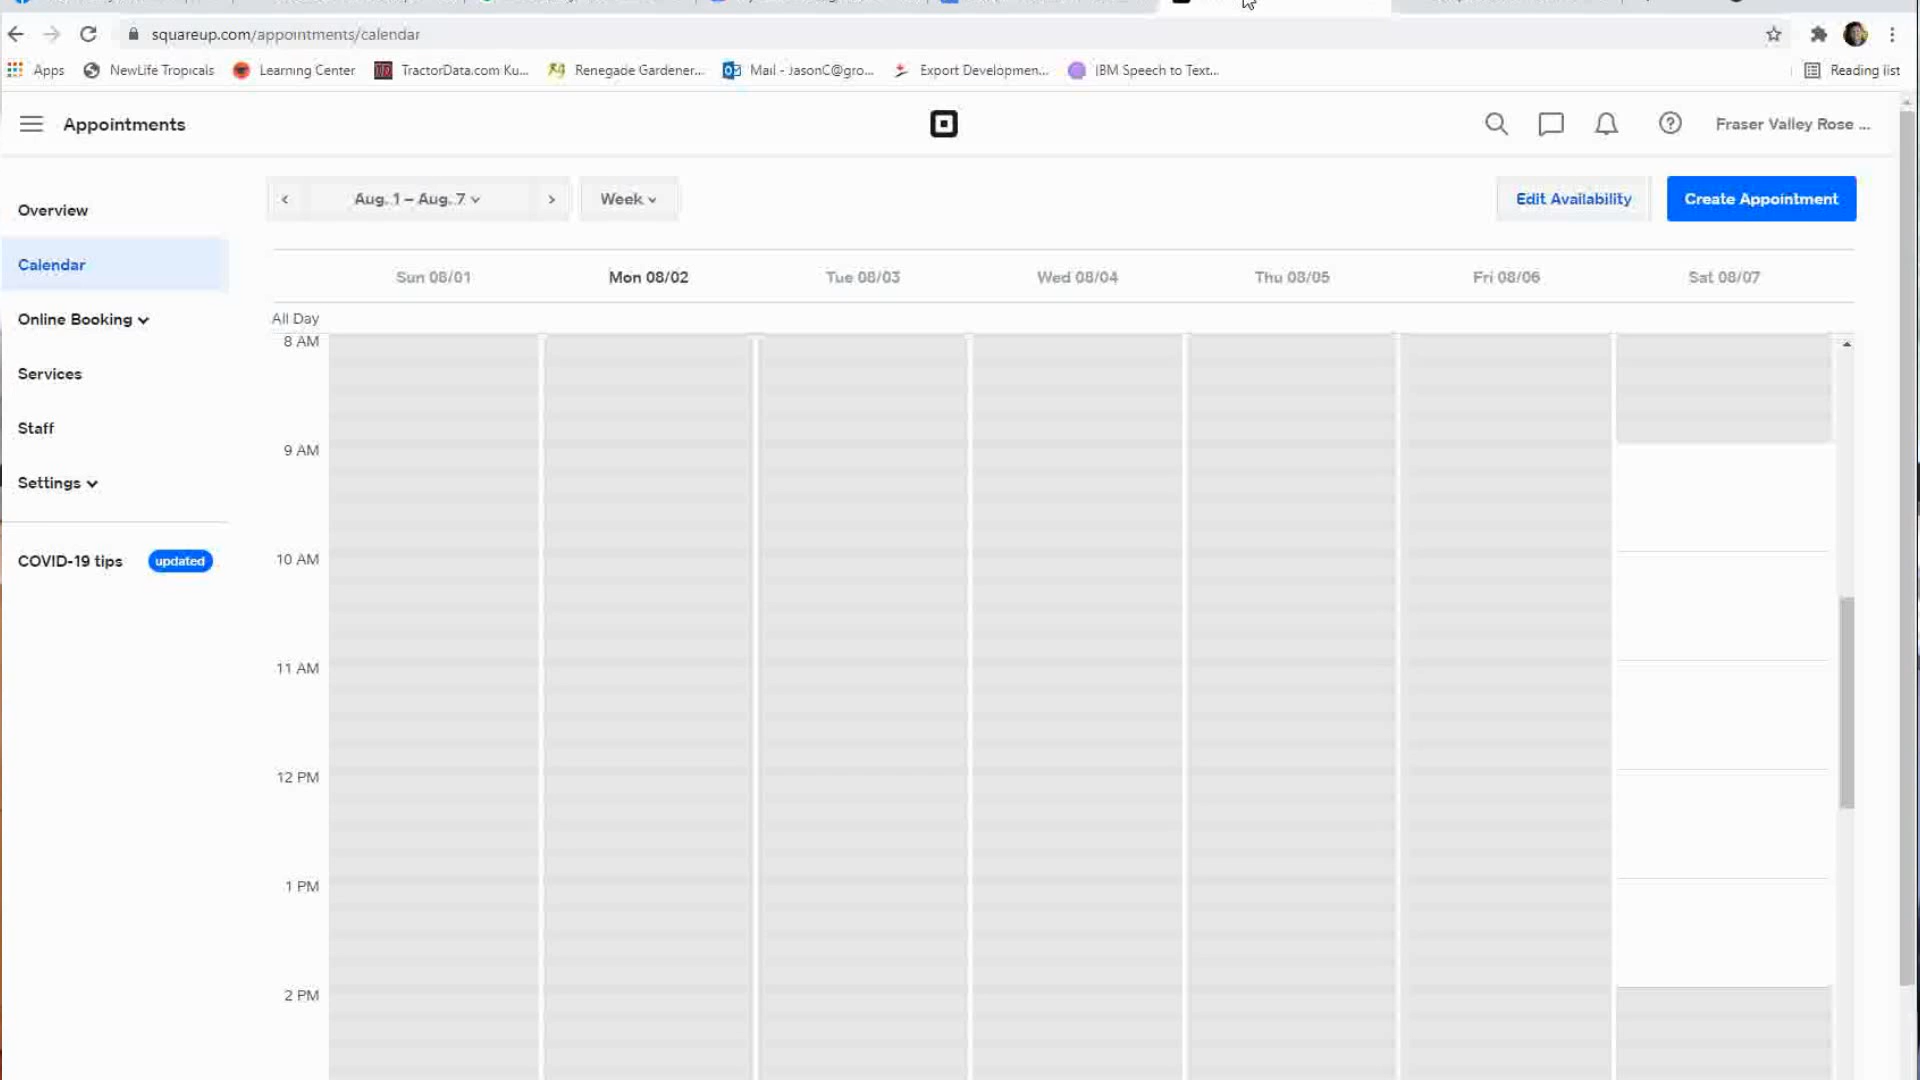 squareup.com/appointments/calendar
Apps NewLife Tropicals Learning Center TractorData.com Ku... Renegade Gardener... Mail - JasonC@gro... Export Developmen... IBM Speech to Text... Reading list
Appointments Fraser Valley Rose ...
Aug. 1 – Aug. 7 Week Edit Availability Create Appointment
Overview
Calendar
Online Booking
Services
Staff
Settings
COVID-19 tips updated
Sun 08/01 Mon 08/02 Tue 08/03 Wed 08/04 Thu 08/05 Fri 08/06 Sat 08/07
All Day
8 AM
9 AM
10 AM
11 AM
12 PM
1 PM
2 PM